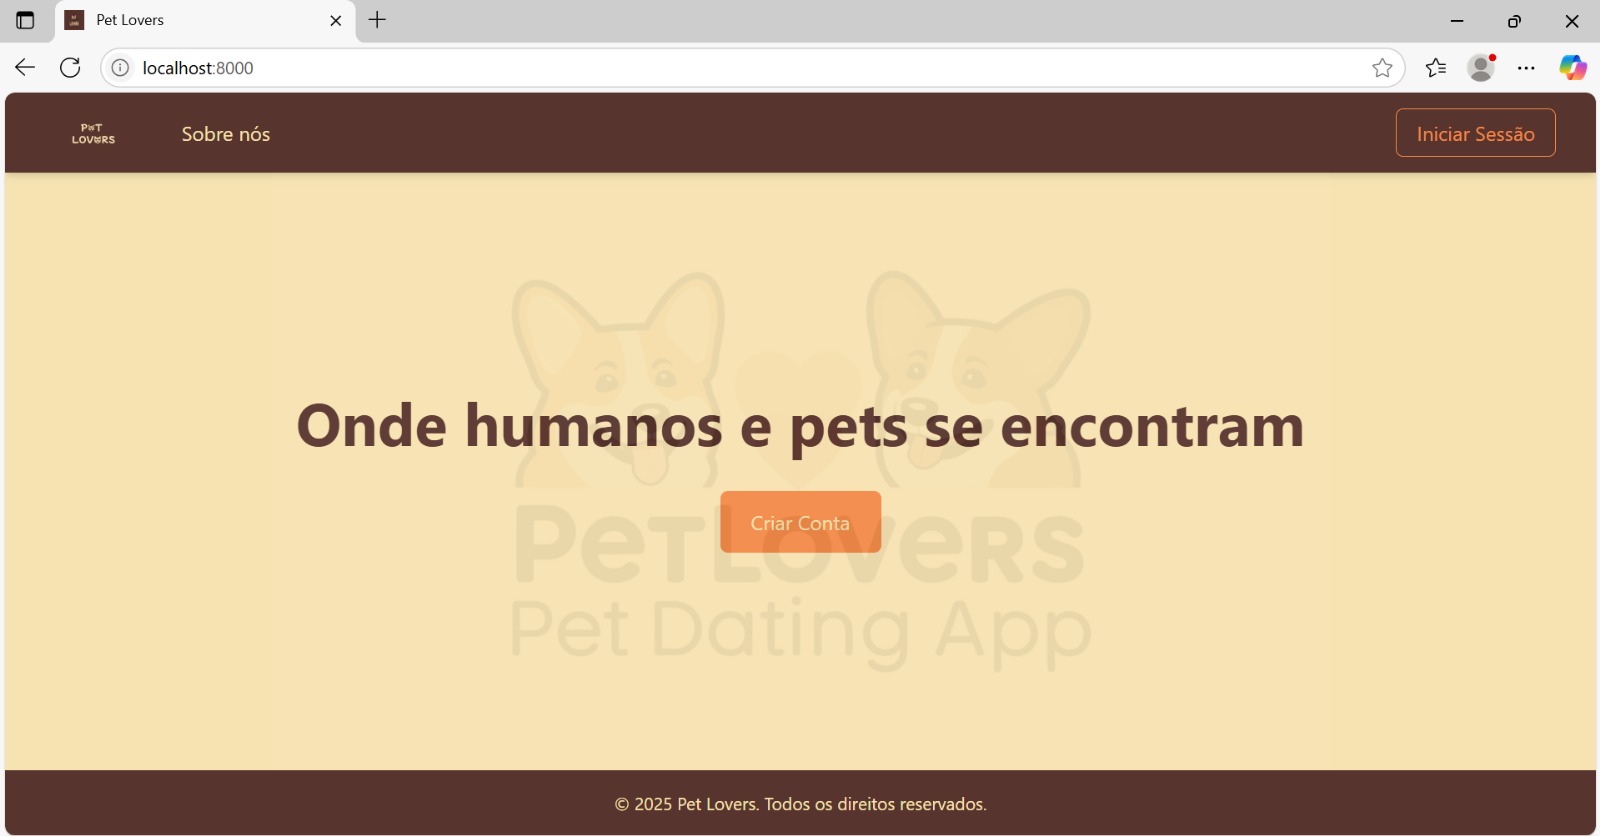 Pet Lovers
localhost:8000
PET
LOVERS
Sobre nós
Iniciar Sessão
Onde humanos e pets se encontram
Criar Conta
PetLovers
Pet Dating App
© 2025 Pet Lovers. Todos os direitos reservados.